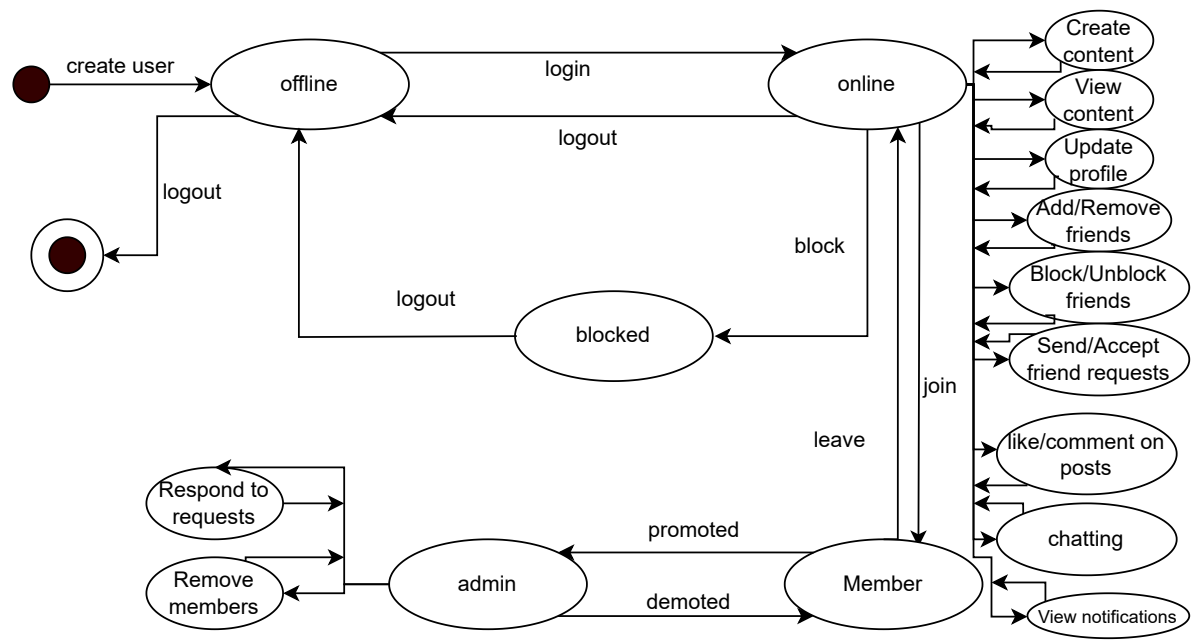 create user
offline
login
online
logout
logout
block
logout
blocked
join
leave
Create
content
View
content
Update
profile
Add/Remove
friends
Block/Unblock
friends
Send/Accept
friend requests
like/comment on
posts
chatting
View notifications
Respond to
requests
Remove
members
admin
promoted
demoted
Member